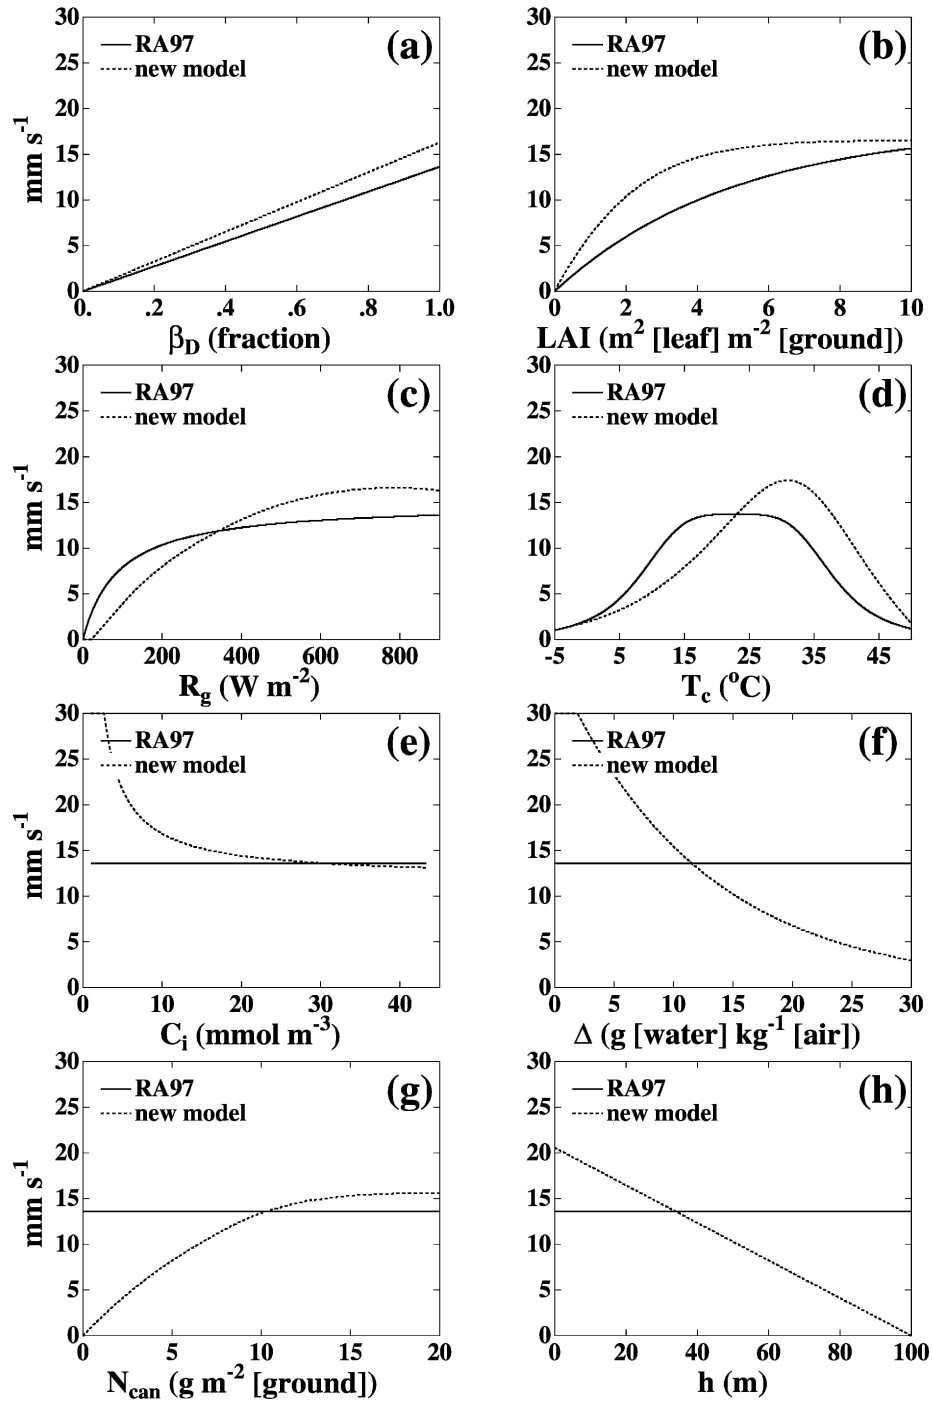 30
25
20
15
10
5
0
mm s⁻¹
RA97
new model
(a)
0. .2 .4 .6 .8 1.0
β_D (fraction)
30
25
20
15
10
5
0
RA97
new model
(b)
0 2 4 6 8 10
LAI (m² [leaf] m⁻² [ground])
30
25
20
15
10
5
0
mm s⁻¹
RA97
new model
(c)
0 200 400 600 800
R_g (W m⁻²)
30
25
20
15
10
5
0
RA97
new model
(d)
-5 5 15 25 35 45
T_c (°C)
30
25
20
15
10
5
0
mm s⁻¹
RA97
new model
(e)
0 10 20 30 40
C_i (mmol m⁻³)
30
25
20
15
10
5
0
RA97
new model
(f)
0 5 10 15 20 25 30
Δ (g [water] kg⁻¹ [air])
30
25
20
15
10
5
0
mm s⁻¹
RA97
new model
(g)
0 5 10 15 20
N_can (g m⁻² [ground])
30
25
20
15
10
5
0
RA97
new model
(h)
0 20 40 60 80 100
h (m)